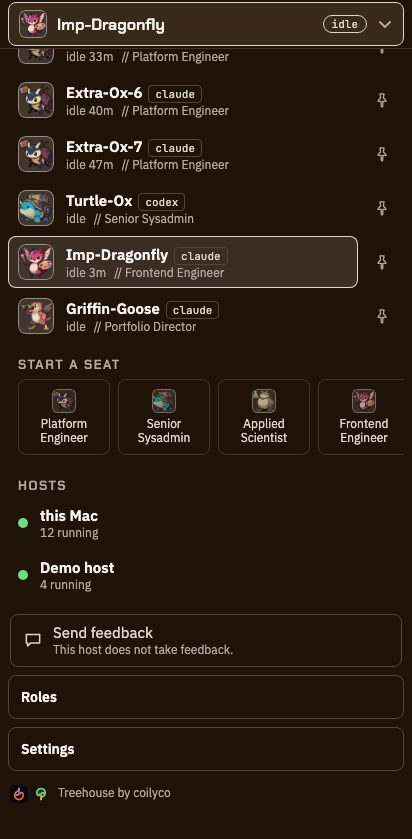 Imp-Dragonfly
idle
idle 33m // Platform Engineer
Extra-Ox-6 claude
idle 40m // Platform Engineer
Extra-Ox-7 claude
idle 47m // Platform Engineer
Turtle-Ox codex
idle // Senior Sysadmin
Imp-Dragonfly claude
idle 3m // Frontend Engineer
Griffin-Goose claude
idle // Portfolio Director
START A SEAT
Platform
Engineer
Senior
Sysadmin
Applied
Scientist
Frontend
Engineer
HOSTS
this Mac
12 running
Demo host
4 running
Send feedback
This host does not take feedback.
Roles
Settings
Treehouse by coilyco